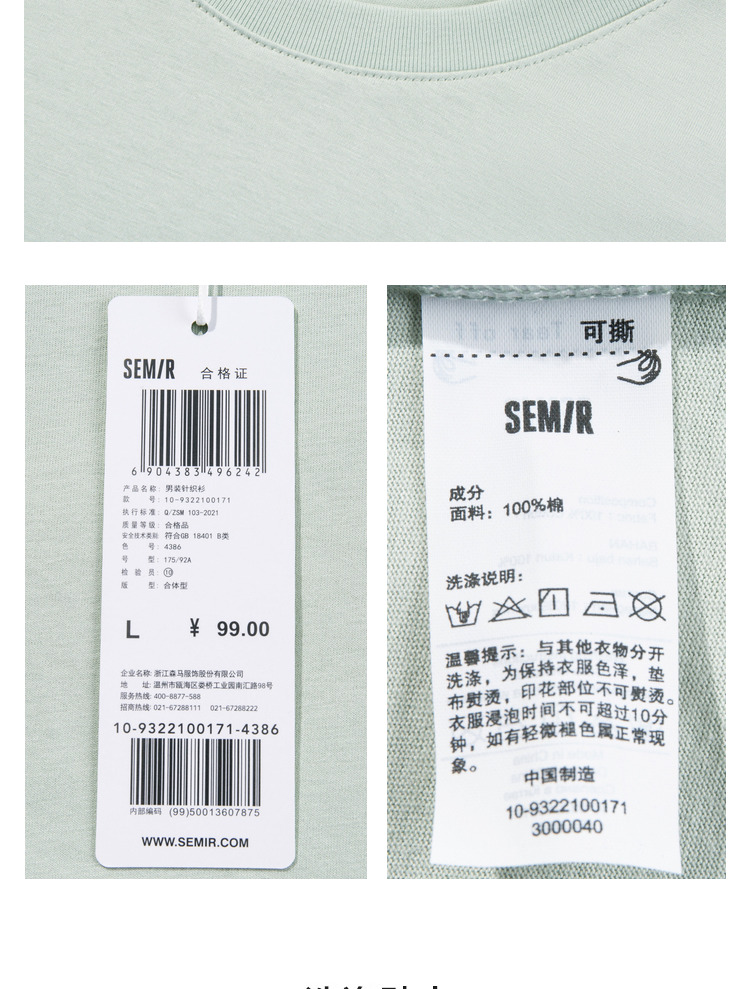 SEM/R 合格证
6 904383 496242
产品名称: 男装针织衫
款 号: 10-9322100171
执行标准: Q/ZSM 103-2021
质量等级: 合格品
安全技术类别 符合GB 18401 B类
色 号: 4386
号 型: 175/92A
检 验 员: ⑩
版 型: 合体型
L ¥ 99.00
企业名称: 浙江森马服饰股份有限公司
地 址: 温州市瓯海区娄桥工业园南汇路98号
服务热线: 400-8877-588
招商热线: 021-67288111 021-67288222
10-9322100171-4386
内部编码 (99)50013607875
WWW.SEMIR.COM
Tear off
可撕
SEM/R
成分
面料: 100%棉
洗涤说明:
温馨提示: 与其他衣物分开
洗涤, 为保持衣服色泽, 垫
布熨烫, 印花部位不可熨烫。
衣服浸泡时间不可超过10分
钟, 如有轻微褪色属正常现
象。
中国制造
10-9322100171
3000040